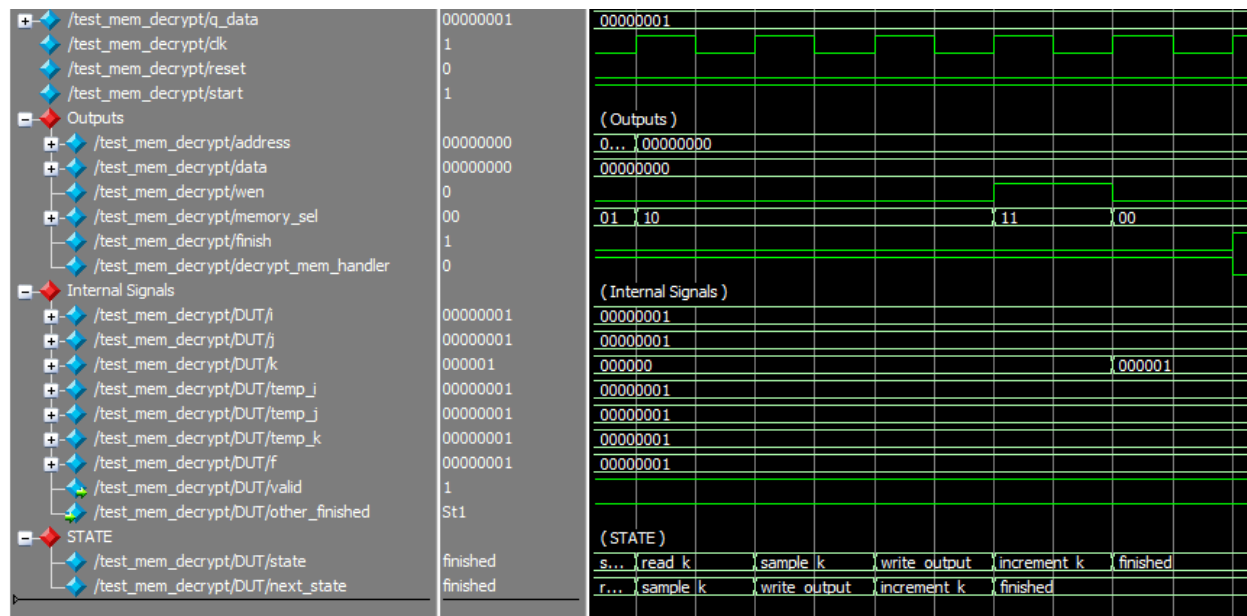 /test_mem_decrypt/q_data 00000001 00000001
/test_mem_decrypt/clk 1
/test_mem_decrypt/reset 0
/test_mem_decrypt/start 1
Outputs ( Outputs )
/test_mem_decrypt/address 00000000 0... 00000000
/test_mem_decrypt/data 00000000 00000000
/test_mem_decrypt/wen 0
/test_mem_decrypt/memory_sel 00 01 10 11 00
/test_mem_decrypt/finish 1
/test_mem_decrypt/decrypt_mem_handler 0
Internal Signals ( Internal Signals )
/test_mem_decrypt/DUT/i 00000001 00000001
/test_mem_decrypt/DUT/j 00000001 00000001
/test_mem_decrypt/DUT/k 000001 000000 000001
/test_mem_decrypt/DUT/temp_i 00000001 00000001
/test_mem_decrypt/DUT/temp_j 00000001 00000001
/test_mem_decrypt/DUT/temp_k 00000001 00000001
/test_mem_decrypt/DUT/f 00000001 00000001
/test_mem_decrypt/DUT/valid 1
/test_mem_decrypt/DUT/other_finished St1
STATE ( STATE )
/test_mem_decrypt/DUT/state finished s... read_k sample_k write_output increment_k finished
/test_mem_decrypt/DUT/next_state finished r... sample_k write_output increment_k finished